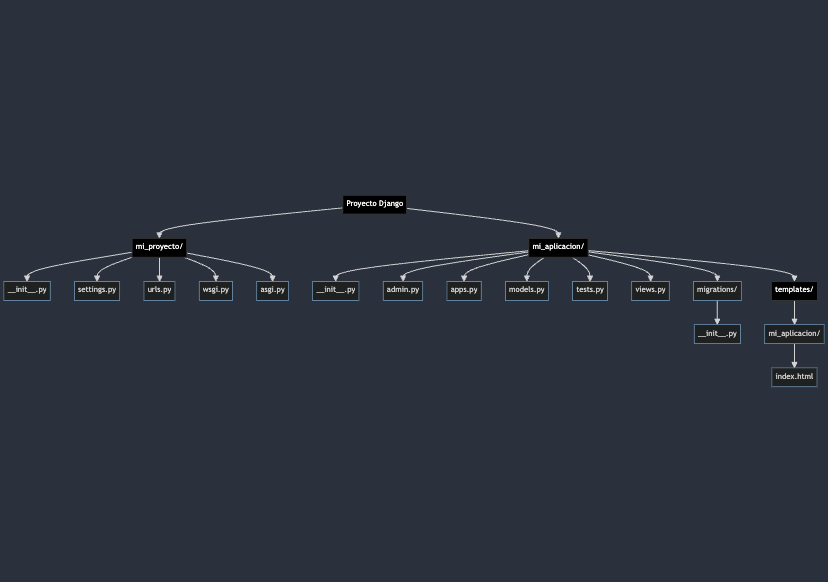 Proyecto Django
mi_proyecto/
mi_aplicacion/
__init__.py
settings.py
urls.py
wsgi.py
asgi.py
__init__.py
admin.py
apps.py
models.py
tests.py
views.py
migrations/
templates/
__init__.py
mi_aplicacion/
index.html